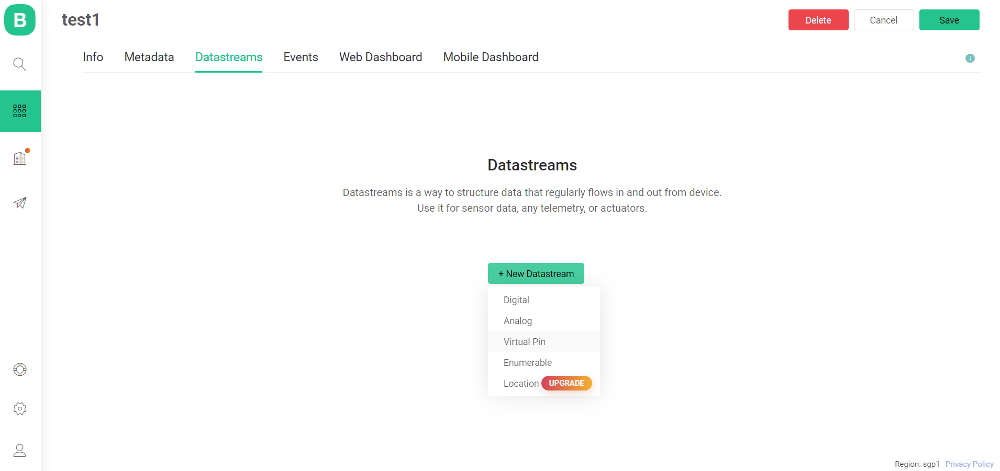 B
test1
Delete
Cancel
Save
Info
Metadata
Datastreams
Events
Web Dashboard
Mobile Dashboard
i
Datastreams
Datastreams is a way to structure data that regularly flows in and out from device.
Use it for sensor data, any telemetry, or actuators.
+ New Datastream
Digital
Analog
Virtual Pin
Enumerable
Location UPGRADE
Region: sgp1 Privacy Policy